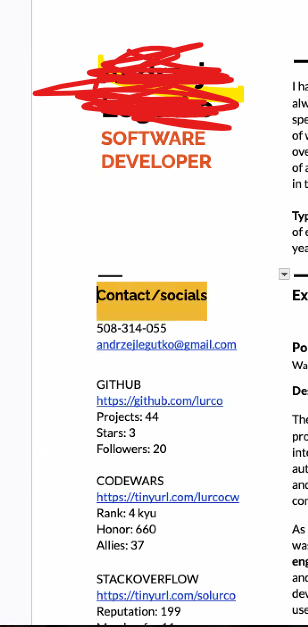 SOFTWARE
DEVELOPER
Contact/socials
508-314-055
andrzejlegutko@gmail.com
GITHUB
https://github.com/lurco
Projects: 44
Stars: 3
Followers: 20
CODEWARS
https://tinyurl.com/lurcocw
Rank: 4 kyu
Honor: 660
Allies: 37
STACKOVERFLOW
https://tinyurl.com/solurco
Reputation: 199
I ha
alw
spe
of v
ove
of a
in t
Typ
of e
yea
Ex
Po
Wa
De
The
pro
inte
aut
and
con
As
was
eng
and
dev
use